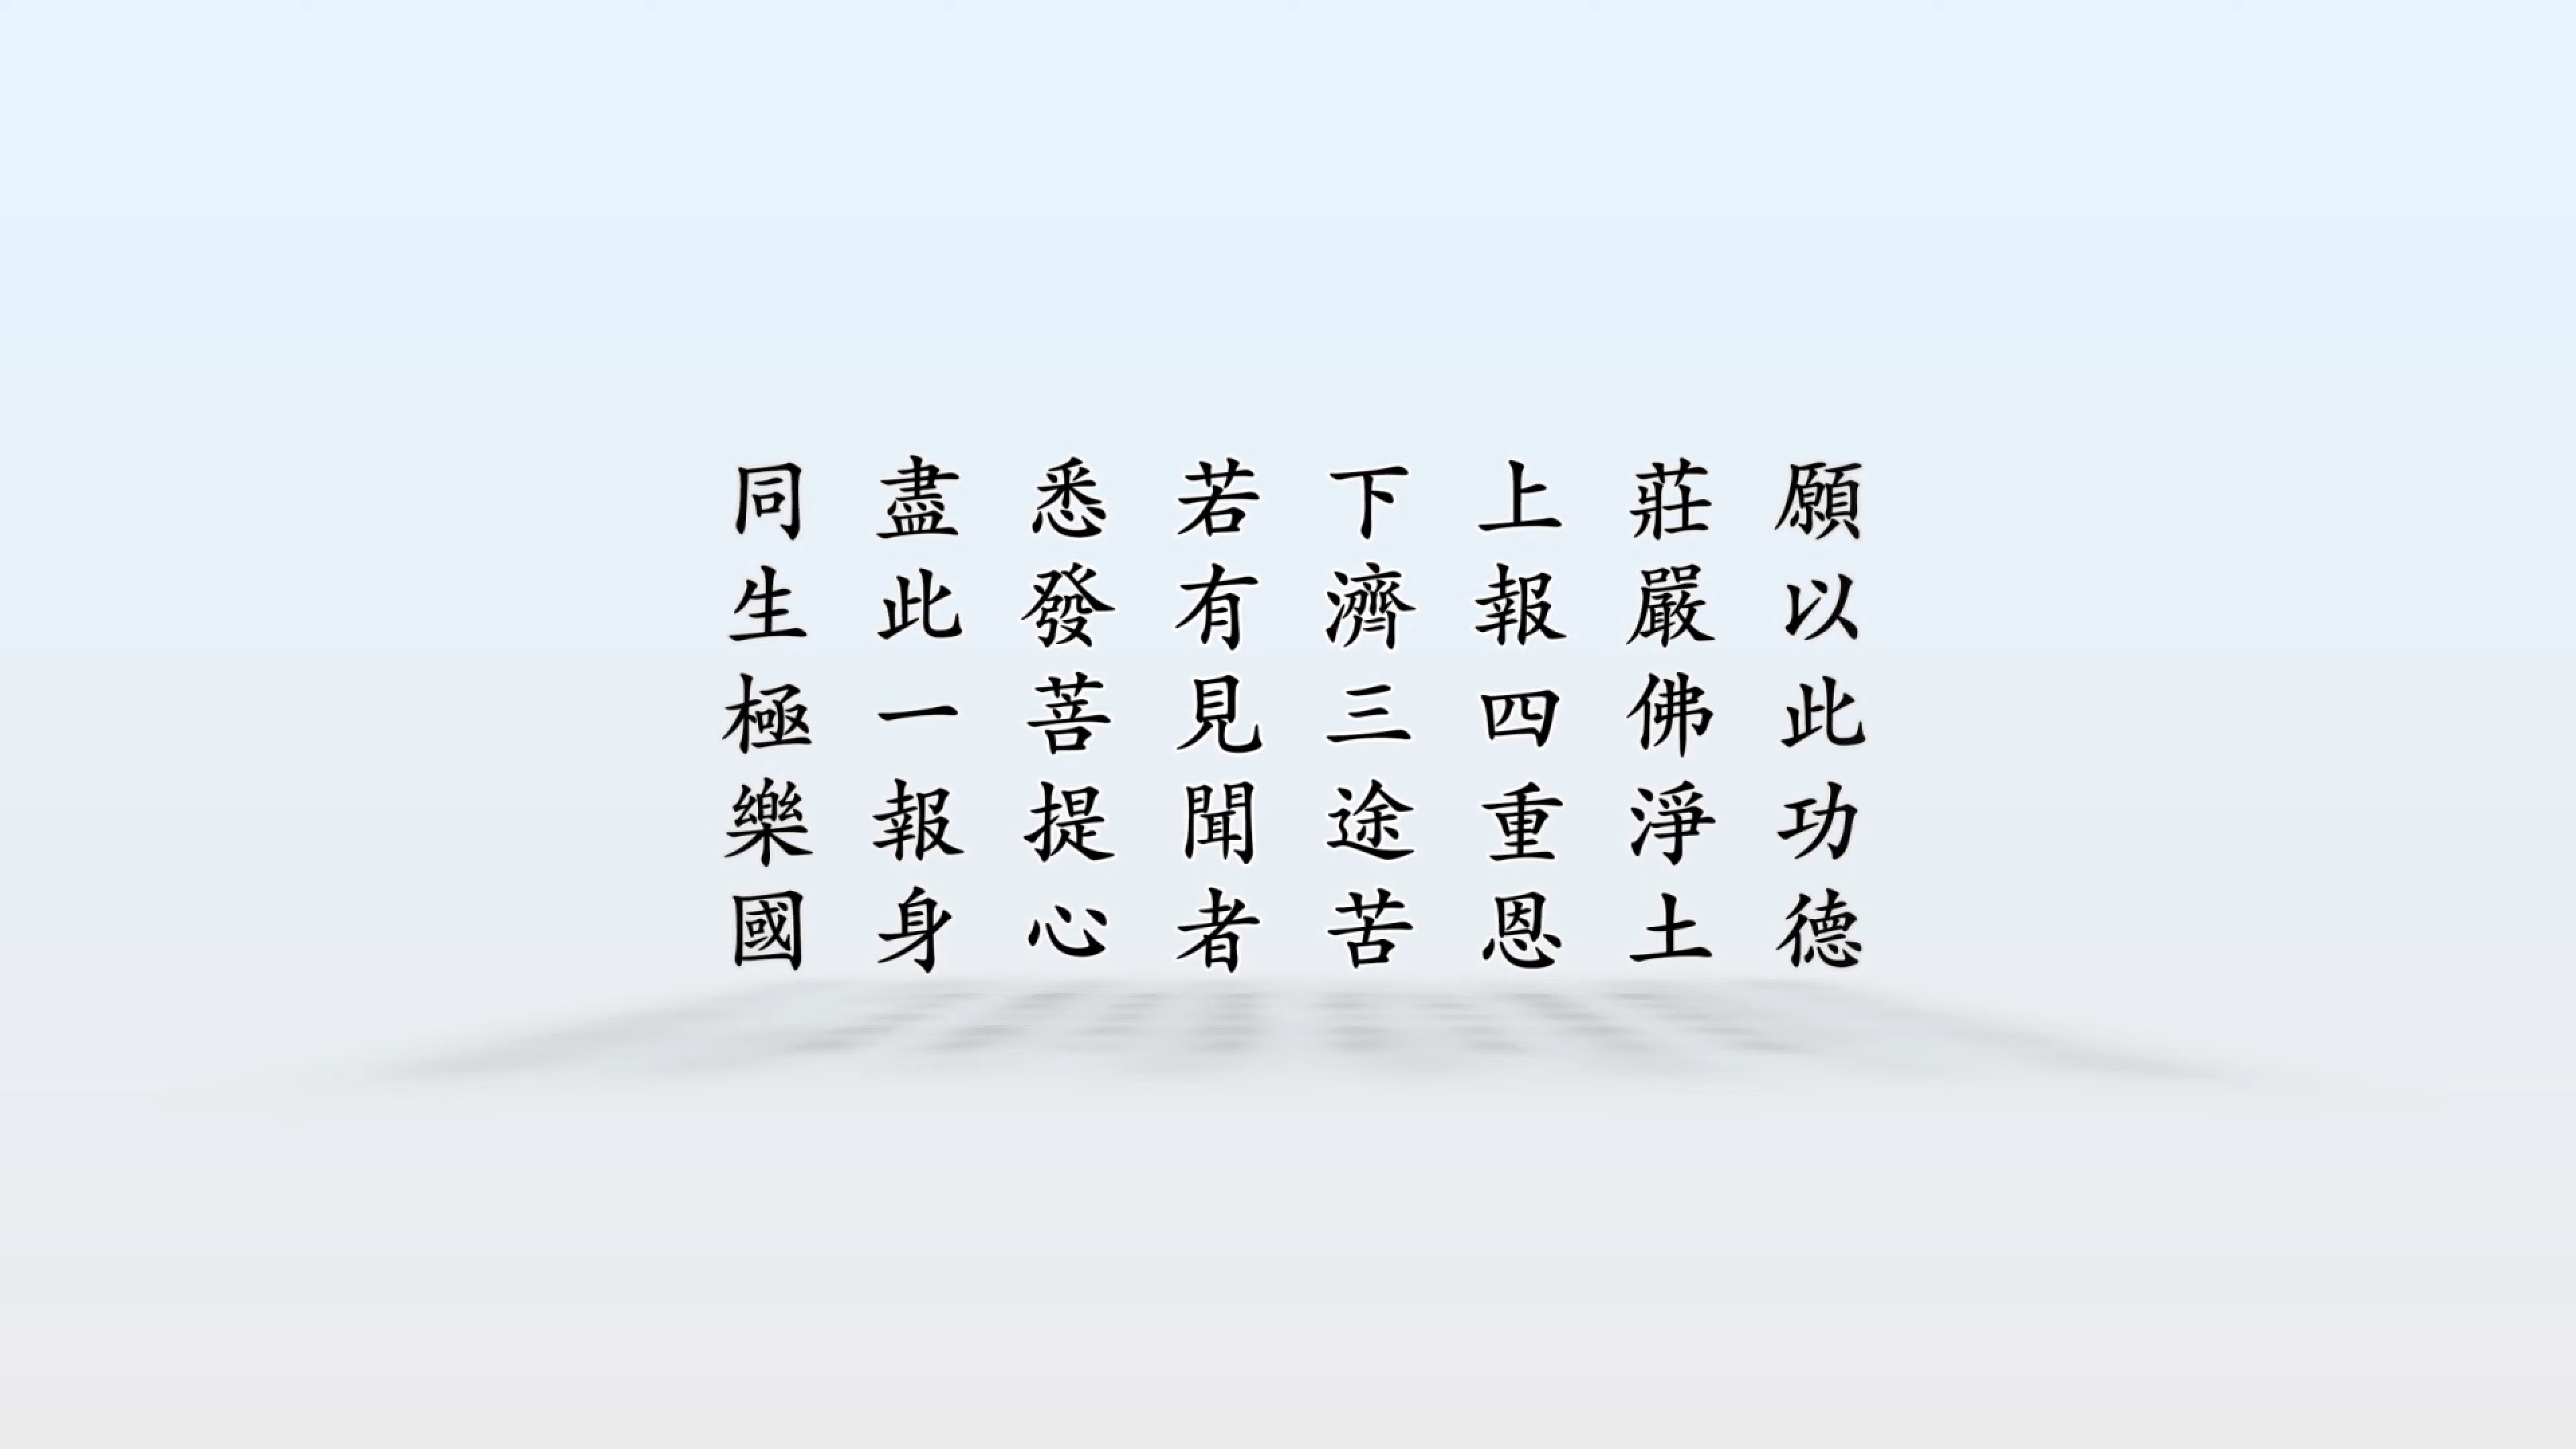 願以此功德
莊嚴佛淨土
上報四重恩
下濟三途苦
若有見聞者
悉發菩提心
盡此一報身
同生極樂國